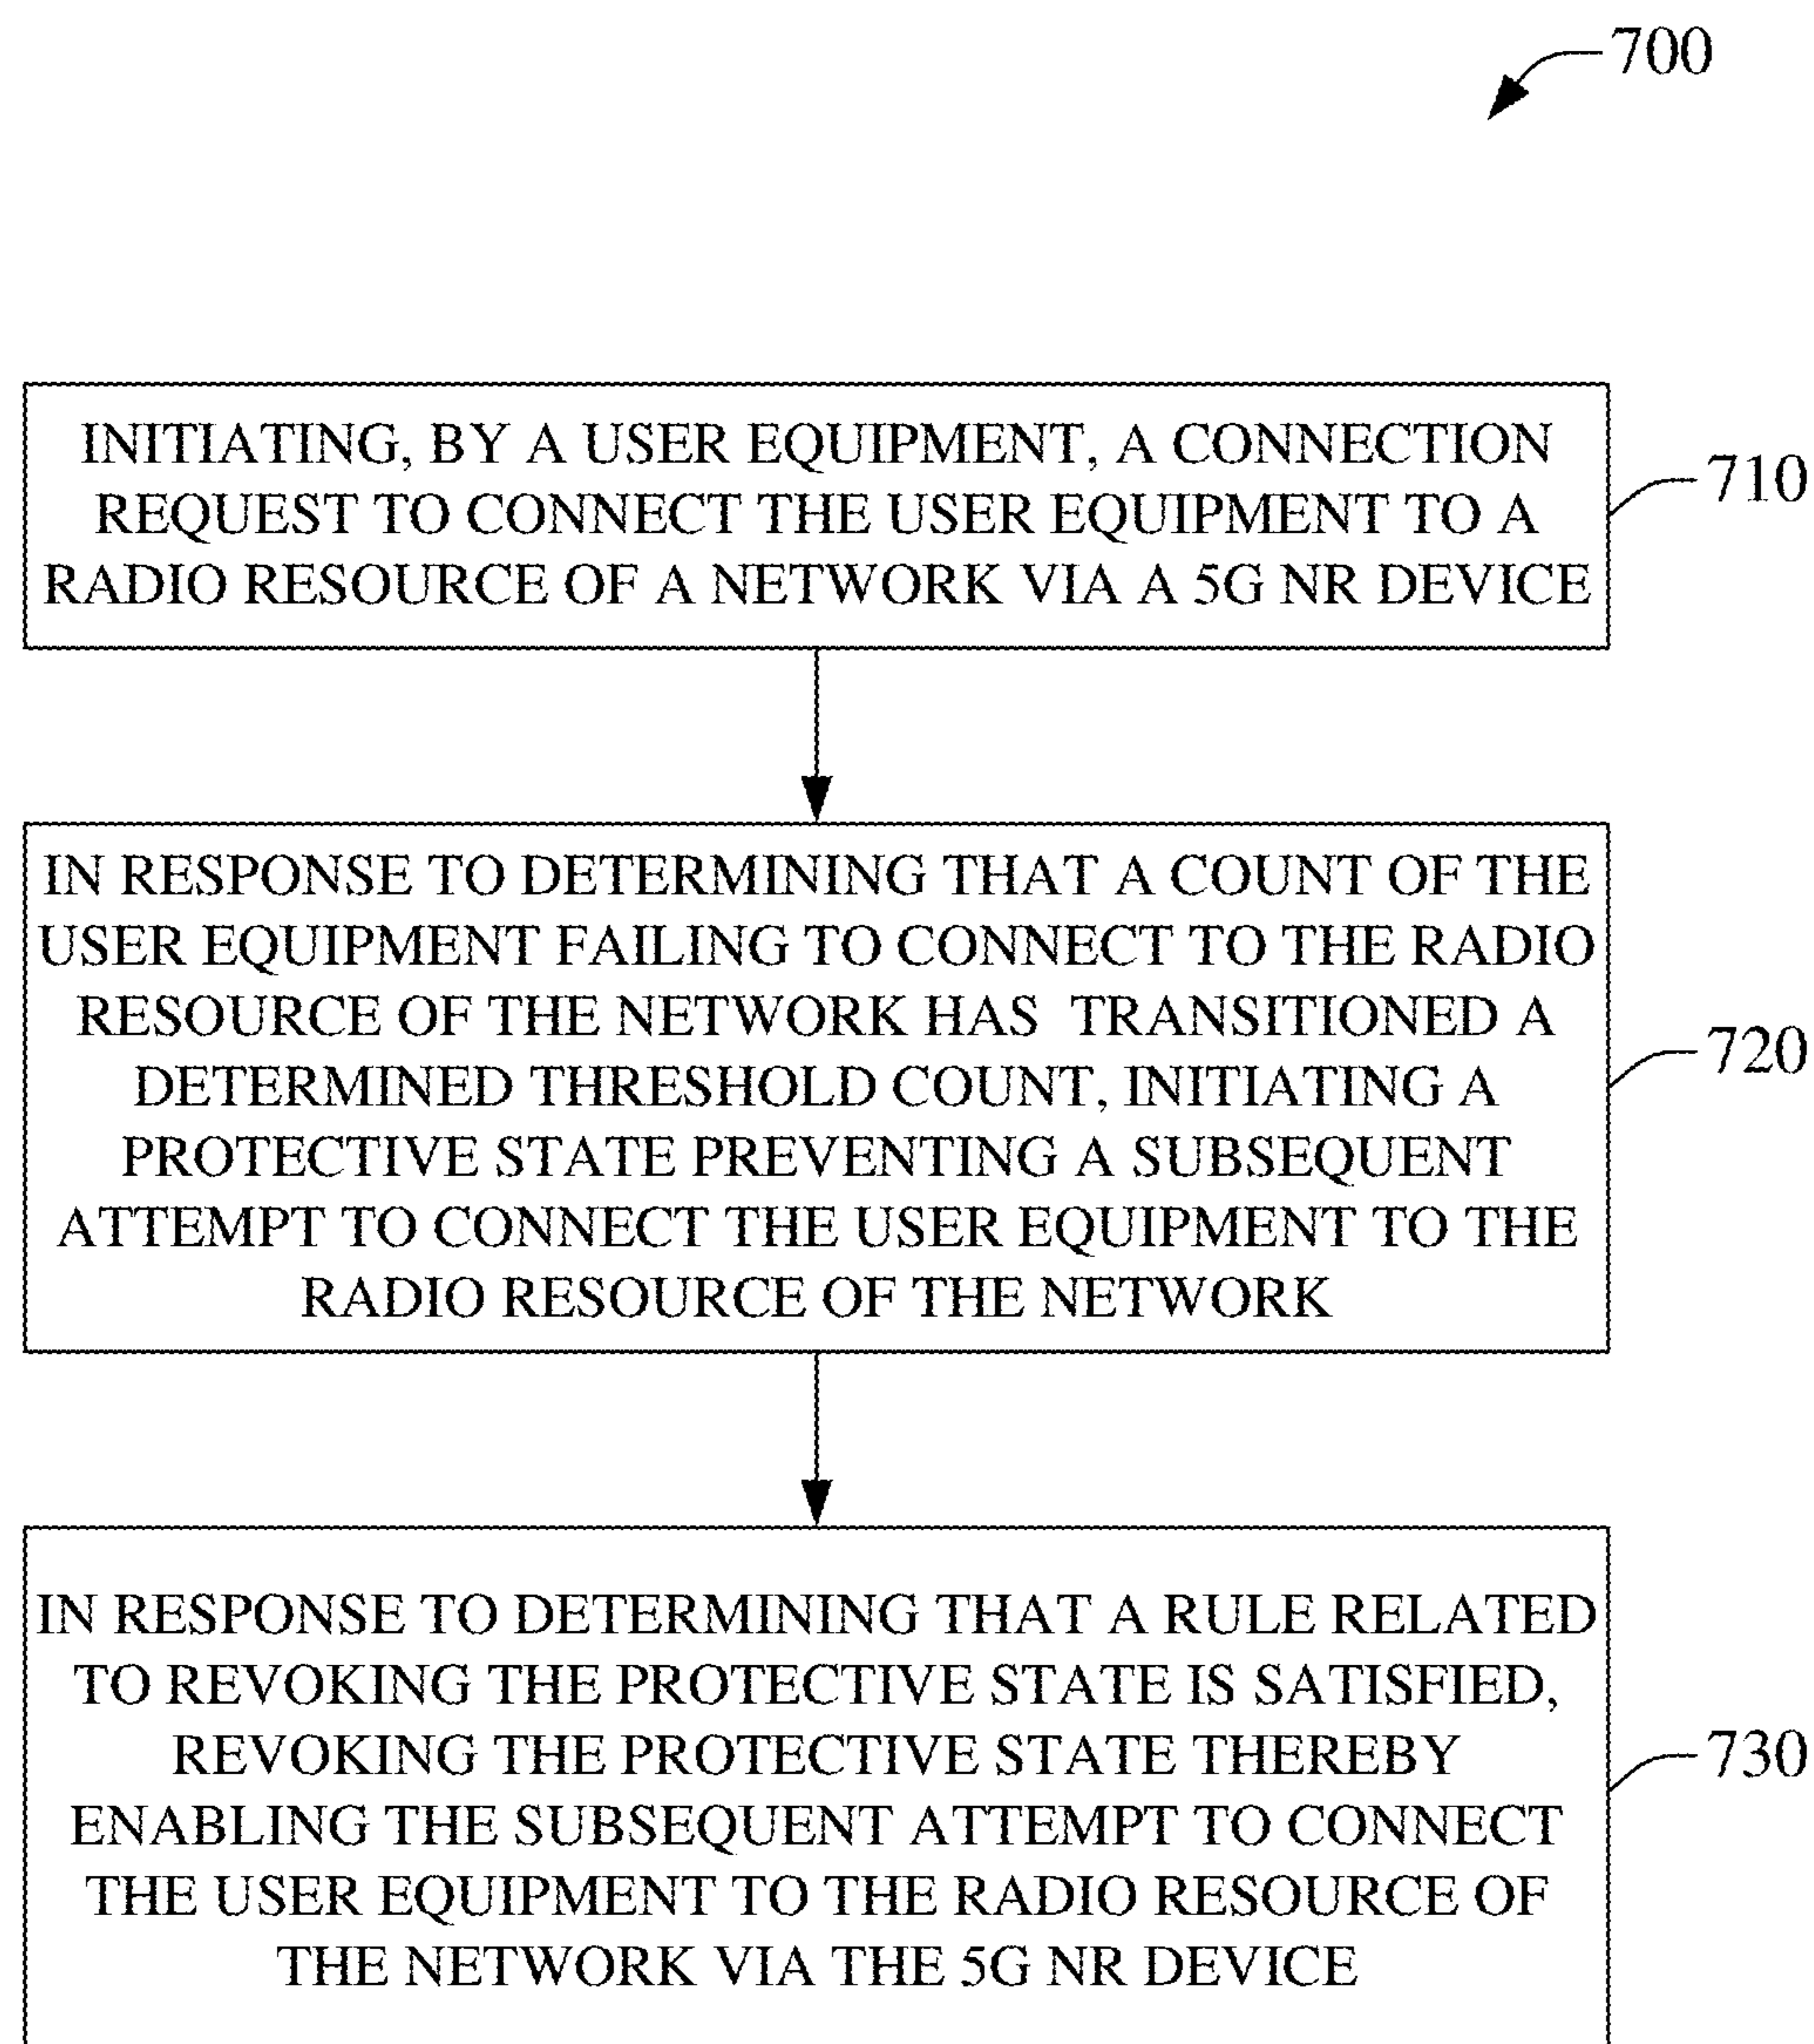 700
INITIATING, BY A USER EQUIPMENT, A CONNECTION
REQUEST TO CONNECT THE USER EQUIPMENT TO A
RADIO RESOURCE OF A NETWORK VIA A 5G NR DEVICE
710
IN RESPONSE TO DETERMINING THAT A COUNT OF THE
USER EQUIPMENT FAILING TO CONNECT TO THE RADIO
RESOURCE OF THE NETWORK HAS TRANSITIONED A
DETERMINED THRESHOLD COUNT, INITIATING A
PROTECTIVE STATE PREVENTING A SUBSEQUENT
ATTEMPT TO CONNECT THE USER EQUIPMENT TO THE
RADIO RESOURCE OF THE NETWORK
720
IN RESPONSE TO DETERMINING THAT A RULE RELATED
TO REVOKING THE PROTECTIVE STATE IS SATISFIED,
REVOKING THE PROTECTIVE STATE THEREBY
ENABLING THE SUBSEQUENT ATTEMPT TO CONNECT
THE USER EQUIPMENT TO THE RADIO RESOURCE OF
THE NETWORK VIA THE 5G NR DEVICE
730